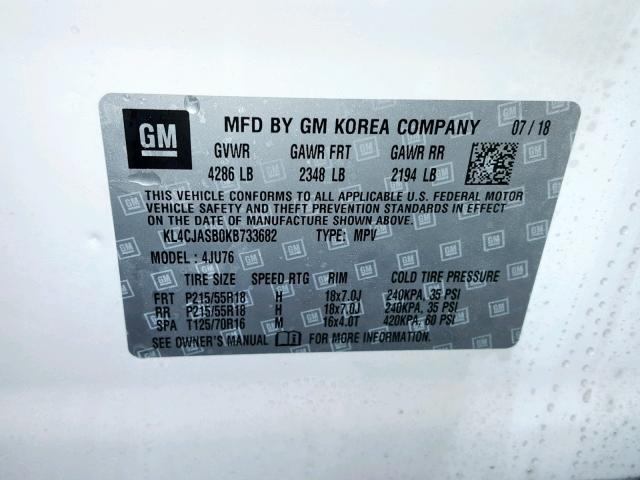 GM MFD BY GM KOREA COMPANY 07/18
GVWR GAWR FRT GAWR RR
4286 LB 2348 LB 2194 LB
THIS VEHICLE CONFORMS TO ALL APPLICABLE U.S. FEDERAL MOTOR
VEHICLE SAFETY AND THEFT PREVENTION STANDARDS IN EFFECT ON
THE DATE OF MANUFACTURE SHOWN ABOVE.
KL4CJASB0KB733682 TYPE: MPV
MODEL: 4JU76
TIRE SIZE SPEED RTG RIM COLD TIRE PRESSURE
FRT P215/55R18 H 18x7.0J 240KPA, 35 PSI
RR P215/55R18 H 18x7.0J 240KPA, 35 PSI
SPA T125/70R16 M 16x4.0T 420KPA, 60 PSI
SEE OWNER'S MANUAL FOR MORE INFORMATION.